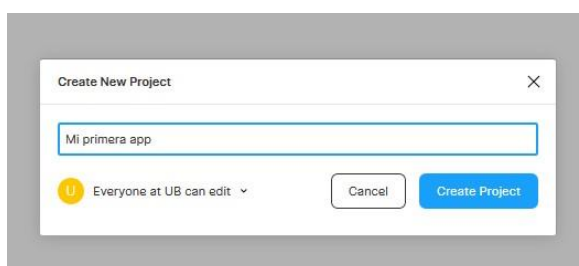 Create New Project
Mi primera app
U Everyone at UB can edit
Cancel
Create Project